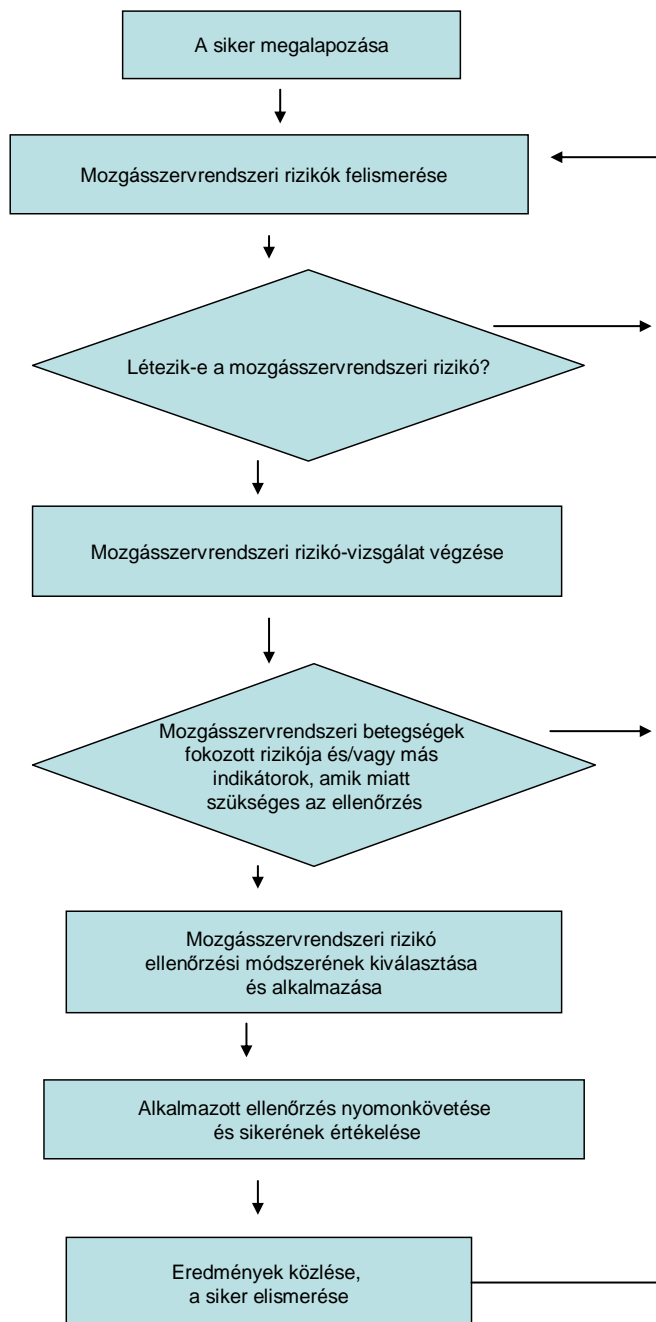 A siker megalapozása
Mozgásszervrendszeri rizikók felismerése
Létezik-e a mozgásszervrendszeri rizikó?
Mozgásszervrendszeri rizikó-vizsgálat végzése
Mozgásszervrendszeri betegségek
fokozott rizikója és/vagy más
indikátorok, amik miatt
szükséges az ellenőrzés
Mozgásszervrendszeri rizikó
ellenőrzési módszerének kiválasztása
és alkalmazása
Alkalmazott ellenőrzés nyomonkövetése
és sikerének értékelése
Eredmények közlése,
a siker elismerése